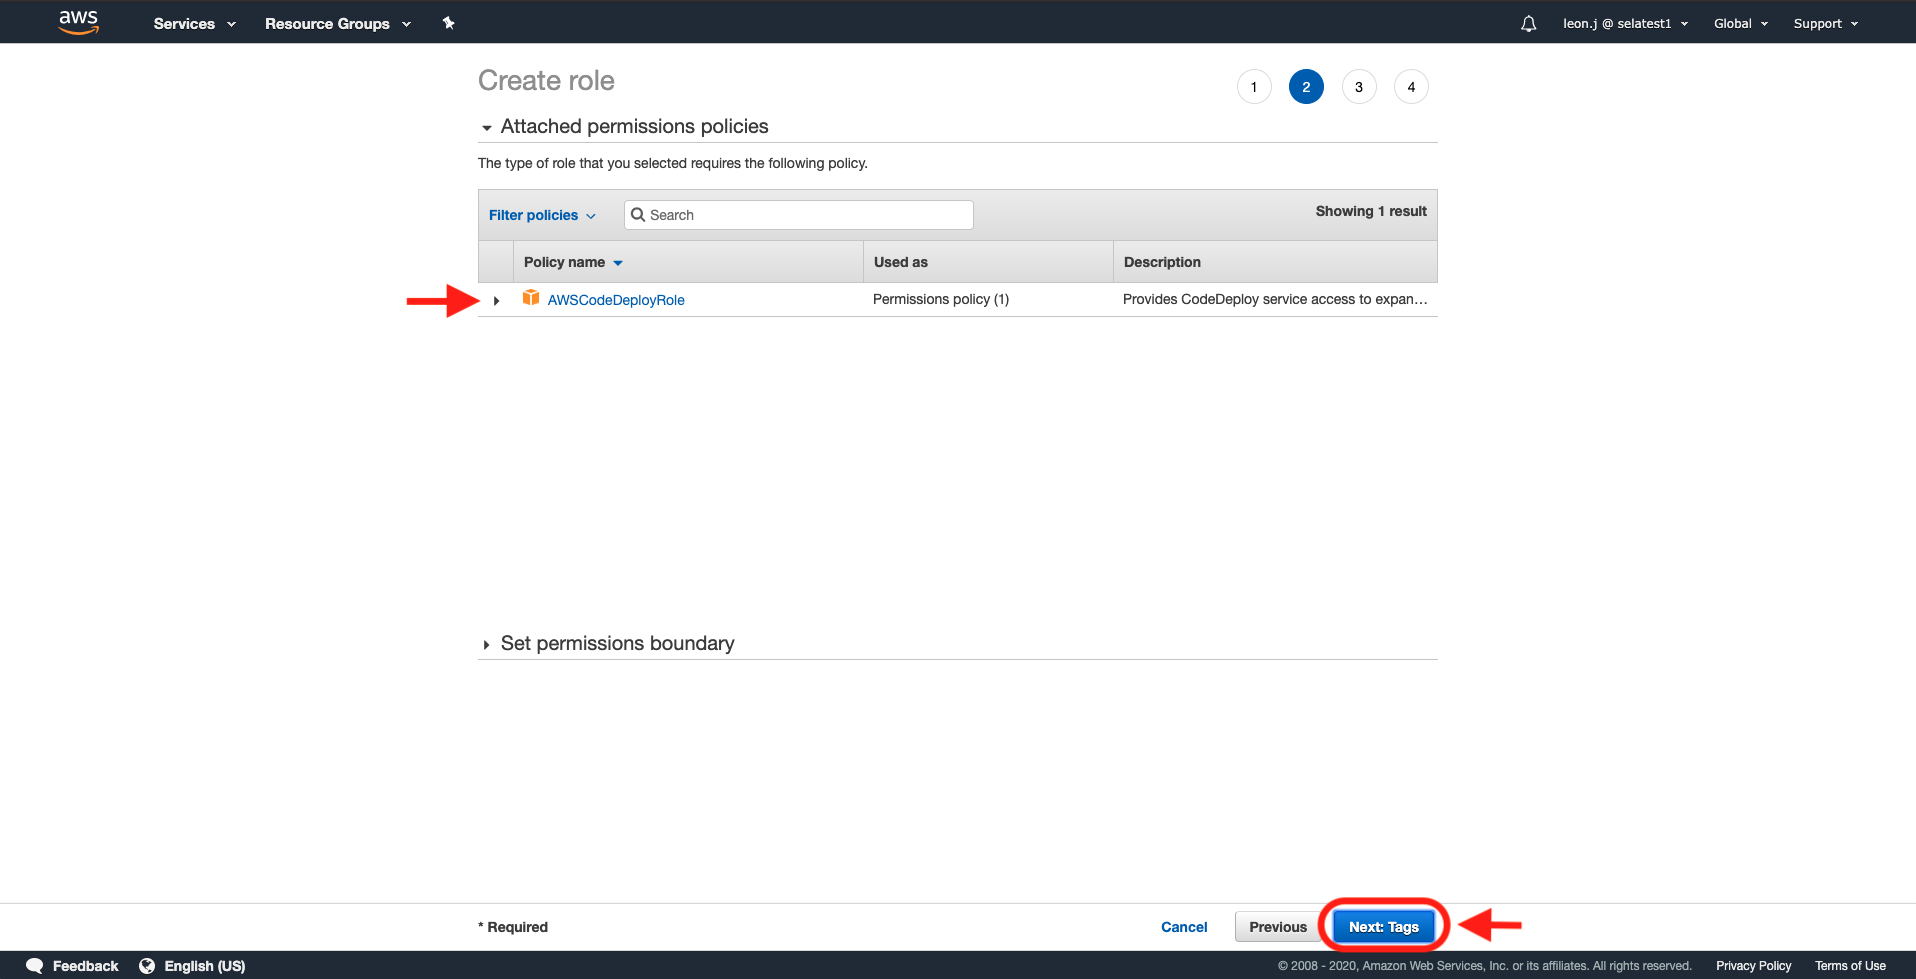 aws Services Resource Groups leon.j @ selatest1 Global Support
Create role 1 2 3 4
Attached permissions policies
The type of role that you selected requires the following policy.
Filter policies Search Showing 1 result
Policy name Used as Description
AWSCodeDeployRole Permissions policy (1) Provides CodeDeploy service access to expan…
Set permissions boundary
* Required Cancel Previous Next: Tags
Feedback English (US) © 2008 - 2020, Amazon Web Services, Inc. or its affiliates. All rights reserved. Privacy Policy Terms of Use